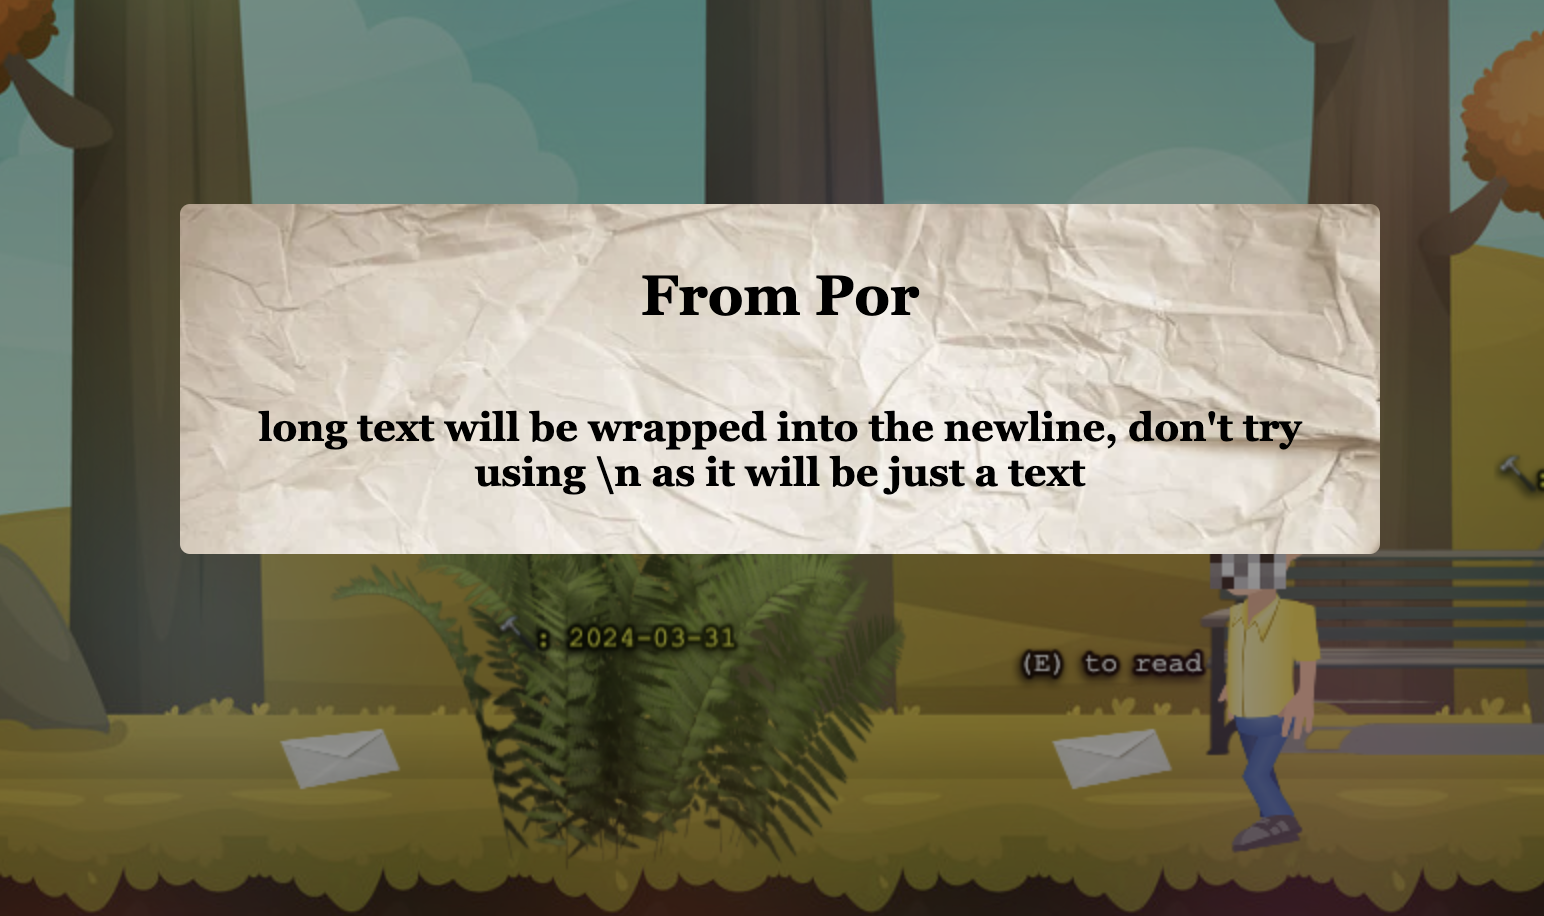 From Por
long text will be wrapped into the newline, don't try
using \n as it will be just a text
: 2024-03-31
(E) to read